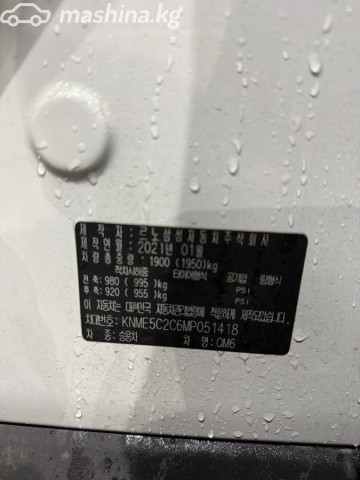 mashina.kg
제 작 자 : 르노삼성자동차주식회사
제작연월 : 2021년 01월
차량총중량 : 1900 (1950)kg
적차시하중 타이어형식 공기압 림형식
전축 : 980 ( 995 )kg PSI
후축 : 920 ( 955 )kg PSI
이 자동차는 대한민국 자동차관리법령에 적합하게 제작되었습니다.
차대번호: KNME5C2C6MP051418
차 종: 승용차 차 명: QM6